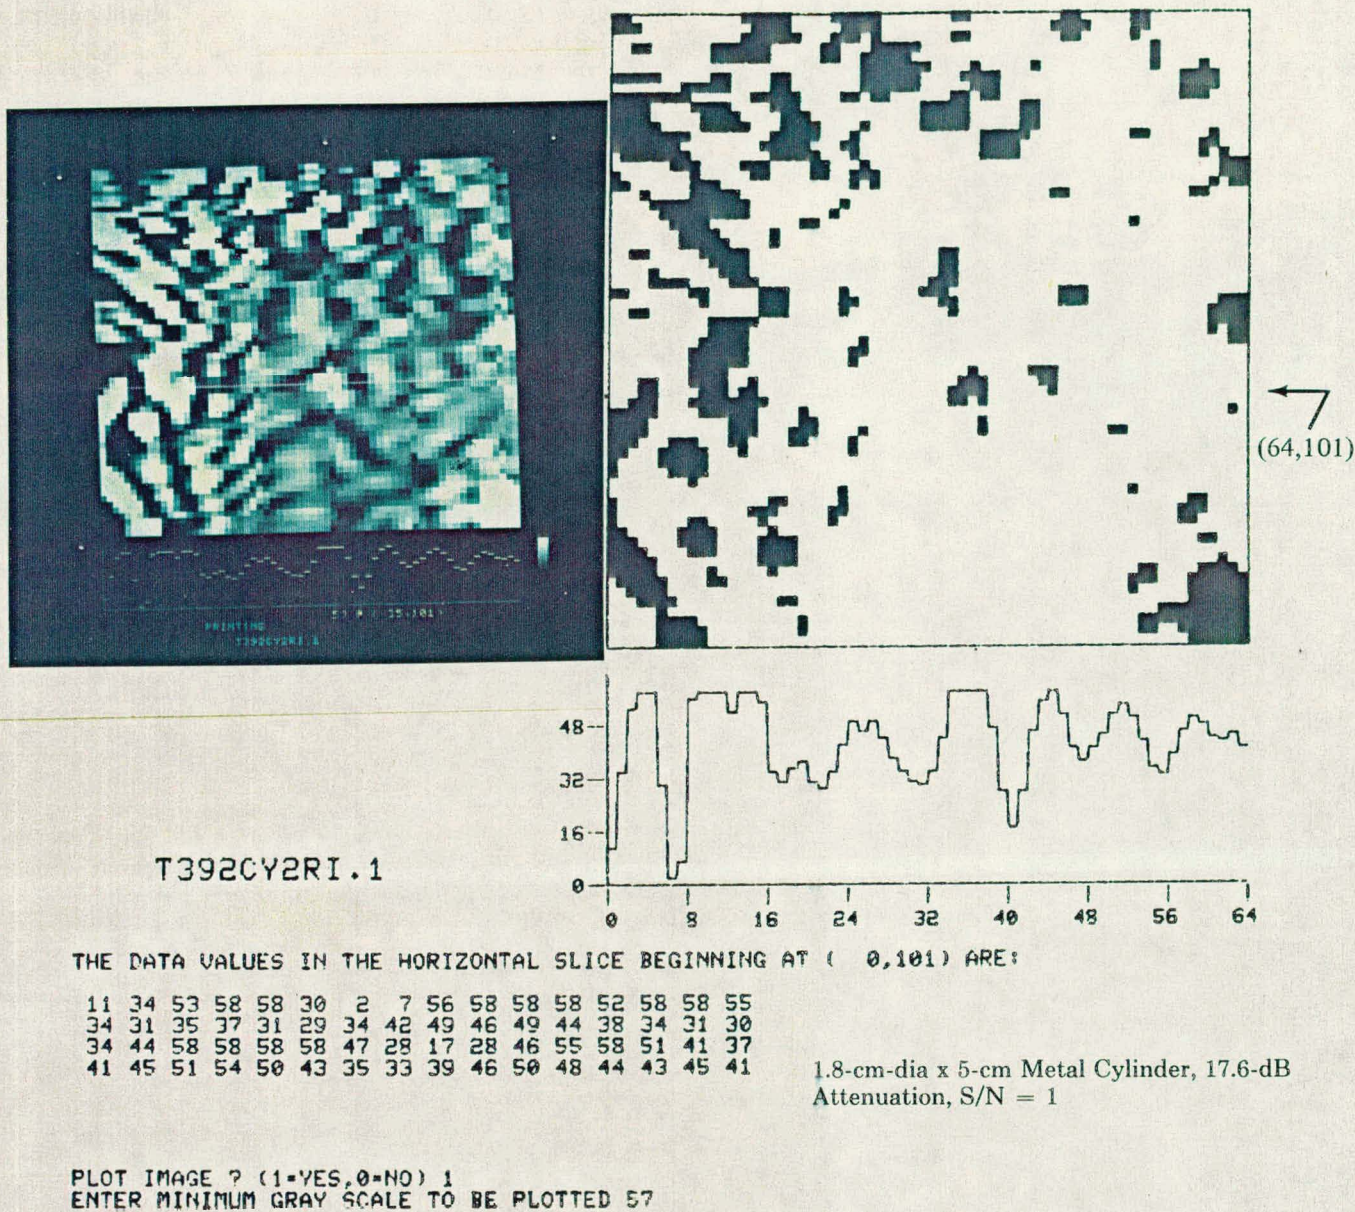 (64,101)
PRINTING
T392CY2RI.1
48
32
16
0
0 8 16 24 32 40 48 56 64
T392CY2RI.1
THE DATA VALUES IN THE HORIZONTAL SLICE BEGINNING AT ( 0,101) ARE:
11 34 53 58 58 30 2 7 56 58 58 58 52 58 58 55
34 31 35 37 31 29 34 42 49 46 49 44 38 34 31 30
34 44 58 58 58 58 47 28 17 28 46 55 58 51 41 37
41 45 51 54 50 43 35 33 39 46 50 48 44 43 45 41
1.8-cm-dia x 5-cm Metal Cylinder, 17.6-dB
Attenuation, S/N = 1
PLOT IMAGE ? (1=YES,0=NO) 1
ENTER MINIMUM GRAY SCALE TO BE PLOTTED 57